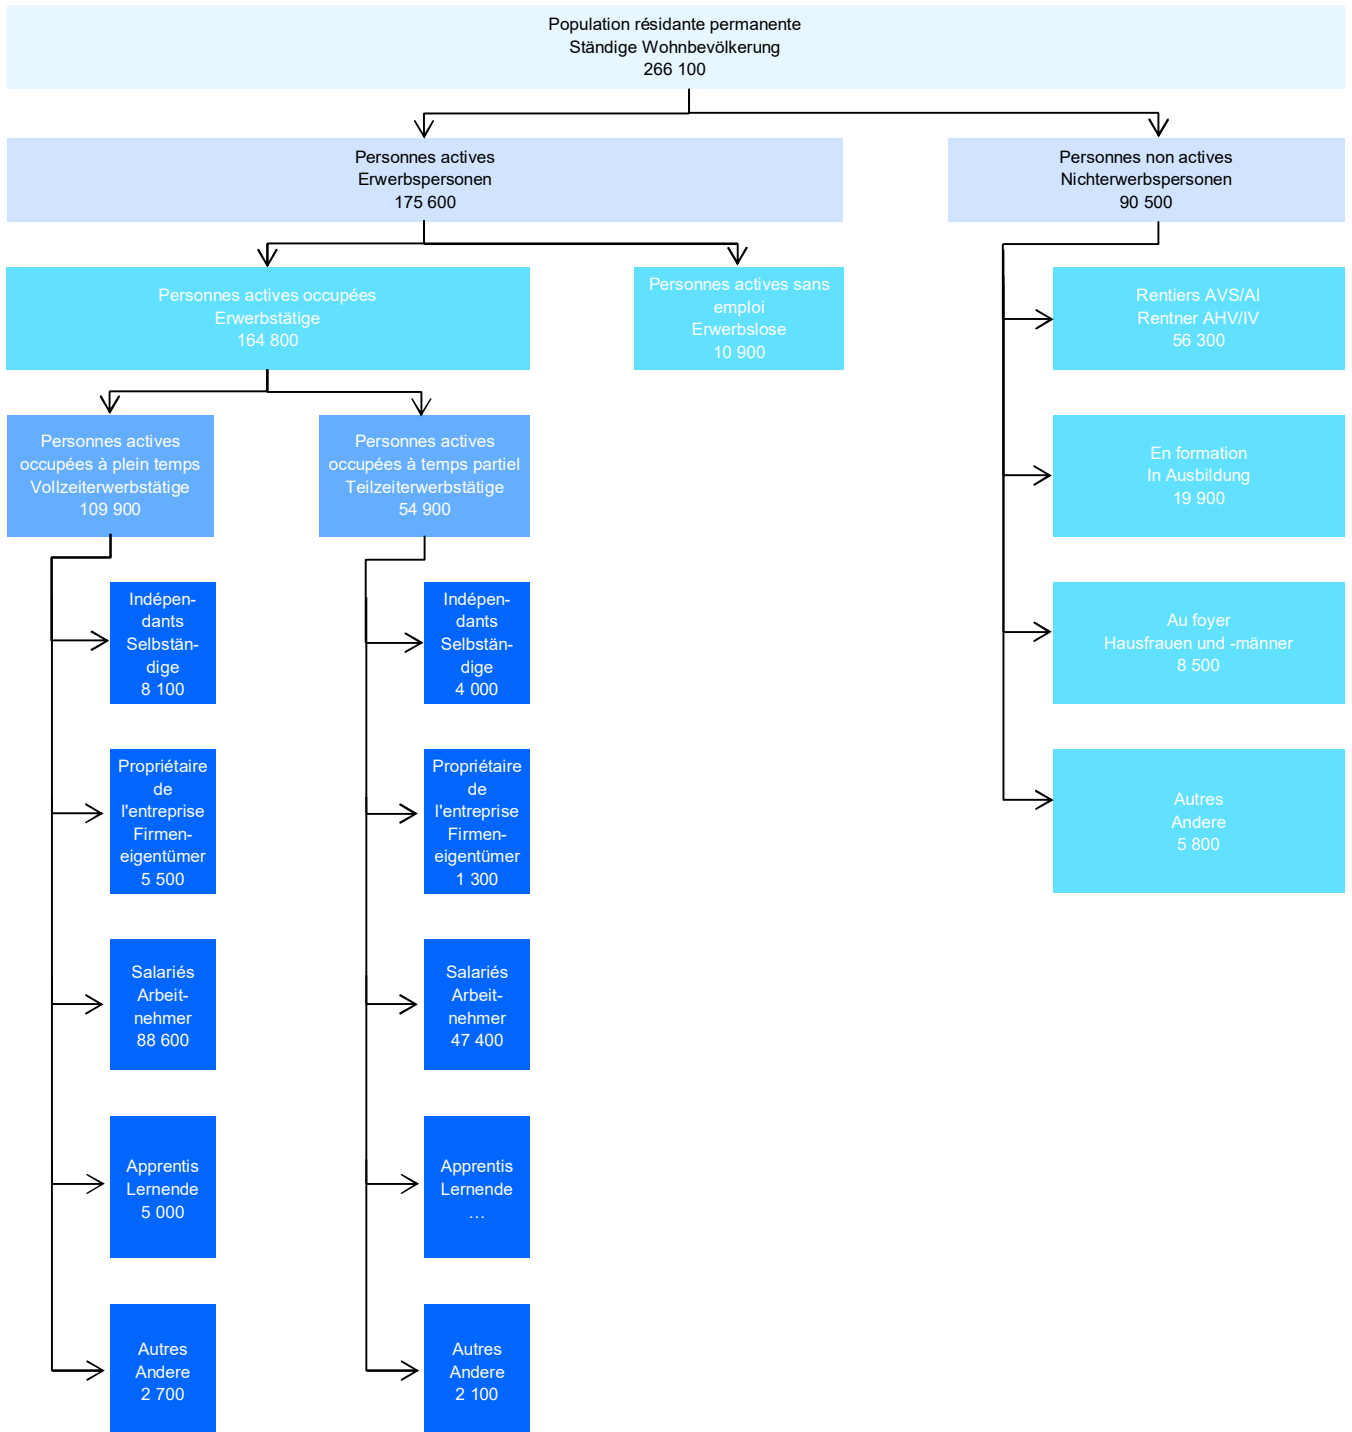 Population résidante permanente
Ständige Wohnbevölkerung
266 100
Personnes actives
Erwerbspersonen
175 600
Personnes non actives
Nichterwerbspersonen
90 500
Personnes actives occupées
Erwerbstätige
164 800
Personnes actives sans
emploi
Erwerbslose
10 900
Rentiers AVS/AI
Rentner AHV/IV
56 300
Personnes actives
occupées à plein temps
Vollzeiterwerbstätige
109 900
Personnes actives
occupées à temps partiel
Teilzeiterwerbstätige
54 900
En formation
In Ausbildung
19 900
Indépen-
dants
Selbstän-
dige
8 100
Indépen-
dants
Selbstän-
dige
4 000
Au foyer
Hausfrauen und -männer
8 500
Propriétaire
de
l'entreprise
Firmen-
eigentümer
5 500
Propriétaire
de
l'entreprise
Firmen-
eigentümer
1 300
Autres
Andere
5 800
Salariés
Arbeit-
nehmer
88 600
Salariés
Arbeit-
nehmer
47 400
Apprentis
Lernende
5 000
Apprentis
Lernende
…
Autres
Andere
2 700
Autres
Andere
2 100